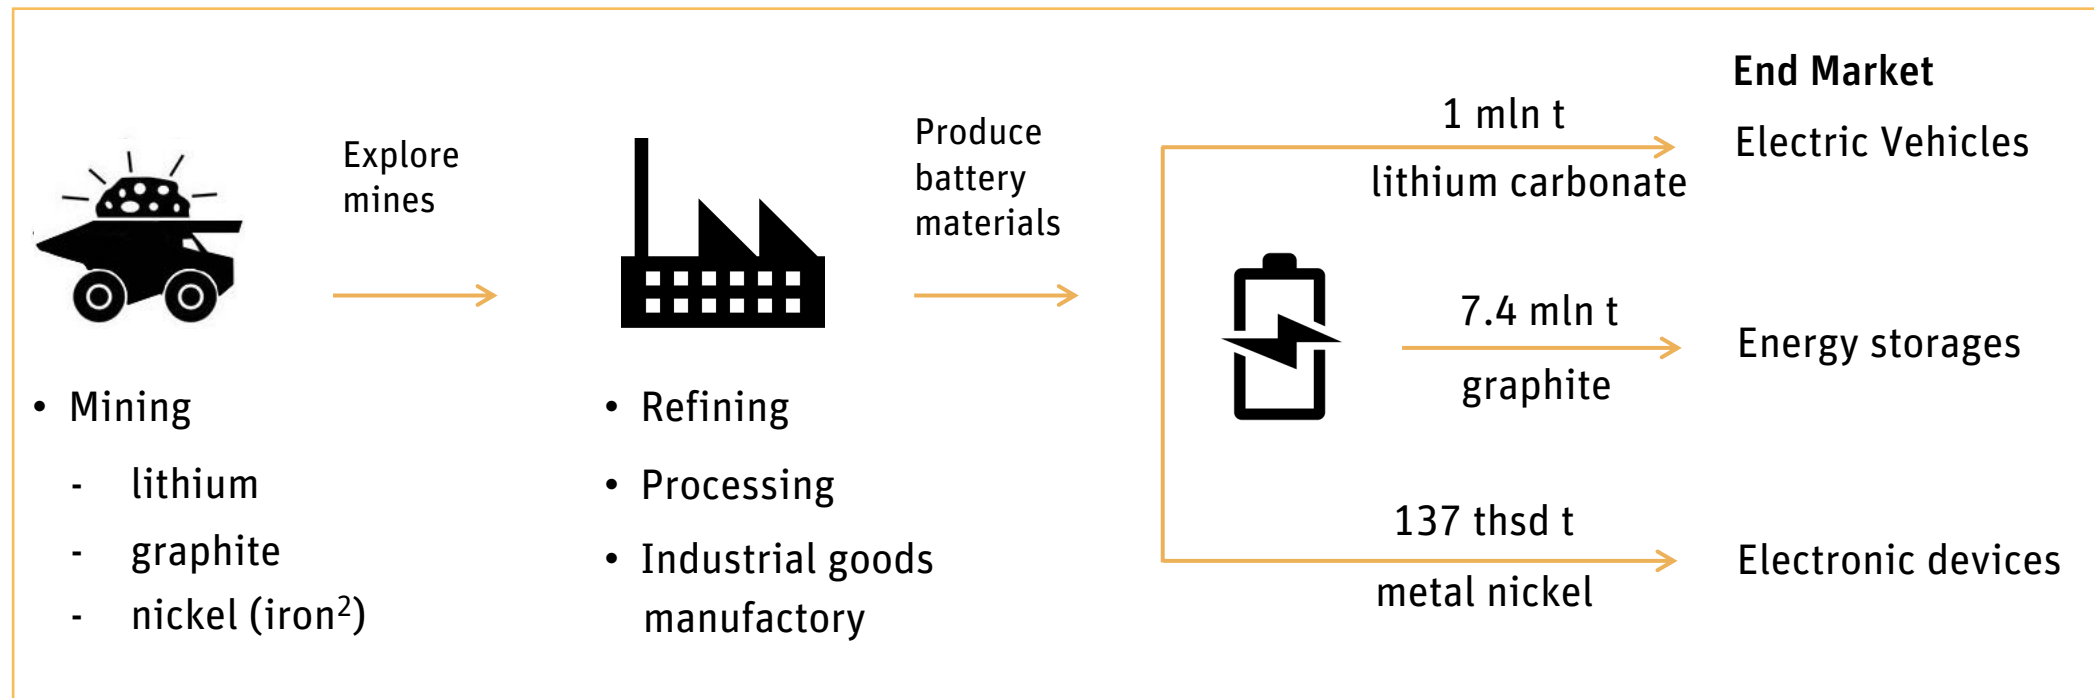 Explore
mines
Produce
battery
materials
End Market
1 mln t
lithium carbonate
Electric Vehicles
7.4 mln t
graphite
Energy storages
137 thsd t
metal nickel
Electronic devices
• Mining
- lithium
- graphite
- nickel (iron²)
• Refining
• Processing
• Industrial goods
manufactory